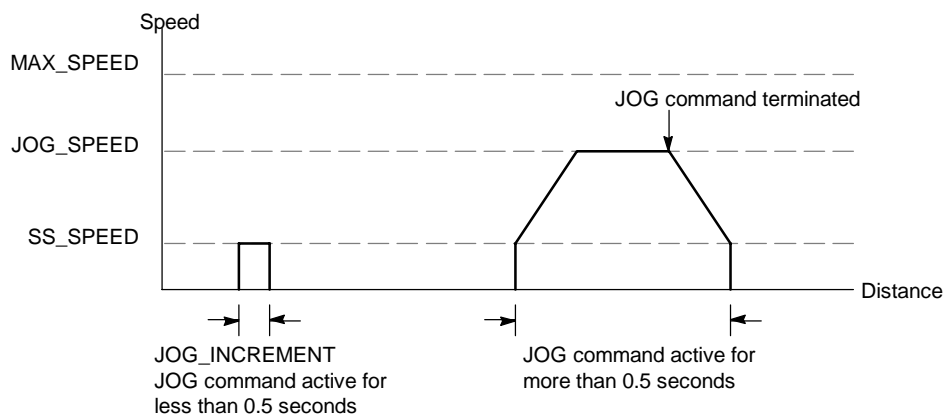 Speed
MAX_SPEED
JOG command terminated
JOG_SPEED
SS_SPEED
Distance
JOG_INCREMENT
JOG command active for
less than 0.5 seconds
JOG command active for
more than 0.5 seconds